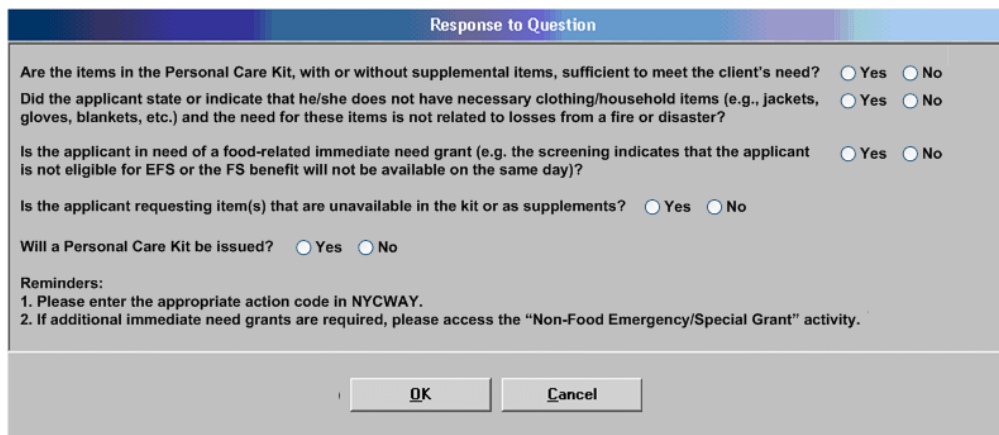 Response to Question
Are the items in the Personal Care Kit, with or without supplemental items, sufficient to meet the client's need? Yes No
Did the applicant state or indicate that he/she does not have necessary clothing/household items (e.g., jackets, Yes No
gloves, blankets, etc.) and the need for these items is not related to losses from a fire or disaster?
Is the applicant in need of a food-related immediate need grant (e.g. the screening indicates that the applicant Yes No
is not eligible for EFS or the FS benefit will not be available on the same day)?
Is the applicant requesting item(s) that are unavailable in the kit or as supplements? Yes No
Will a Personal Care Kit be issued? Yes No
Reminders:
1. Please enter the appropriate action code in NYCWAY.
2. If additional immediate need grants are required, please access the “Non-Food Emergency/Special Grant” activity.
OK Cancel